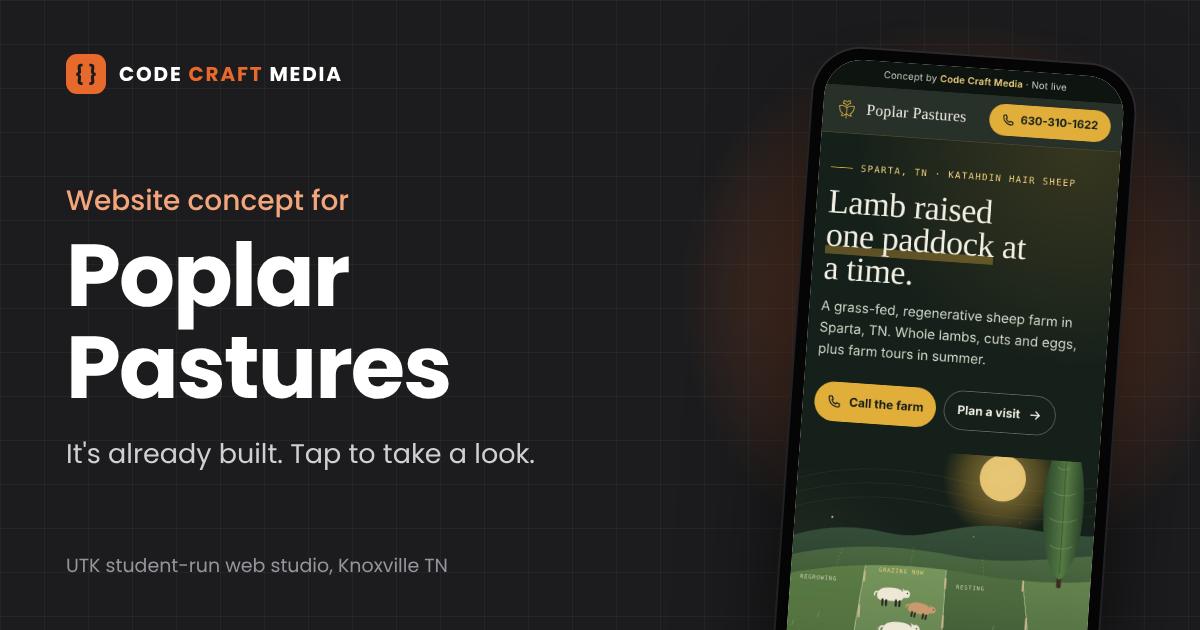 {} CODE CRAFT MEDIA
Website concept for
Poplar
Pastures
It's already built. Tap to take a look.
UTK student-run web studio, Knoxville TN
Concept by Code Craft Media · Not live
Poplar Pastures
630-310-1622
SPARTA, TN · KATAHDIN HAIR SHEEP
Lamb raised
one paddock at
a time.
A grass-fed, regenerative sheep farm in
Sparta, TN. Whole lambs, cuts and eggs,
plus farm tours in summer.
Call the farm
Plan a visit →
REGROWING
GRAZING NOW
RESTING